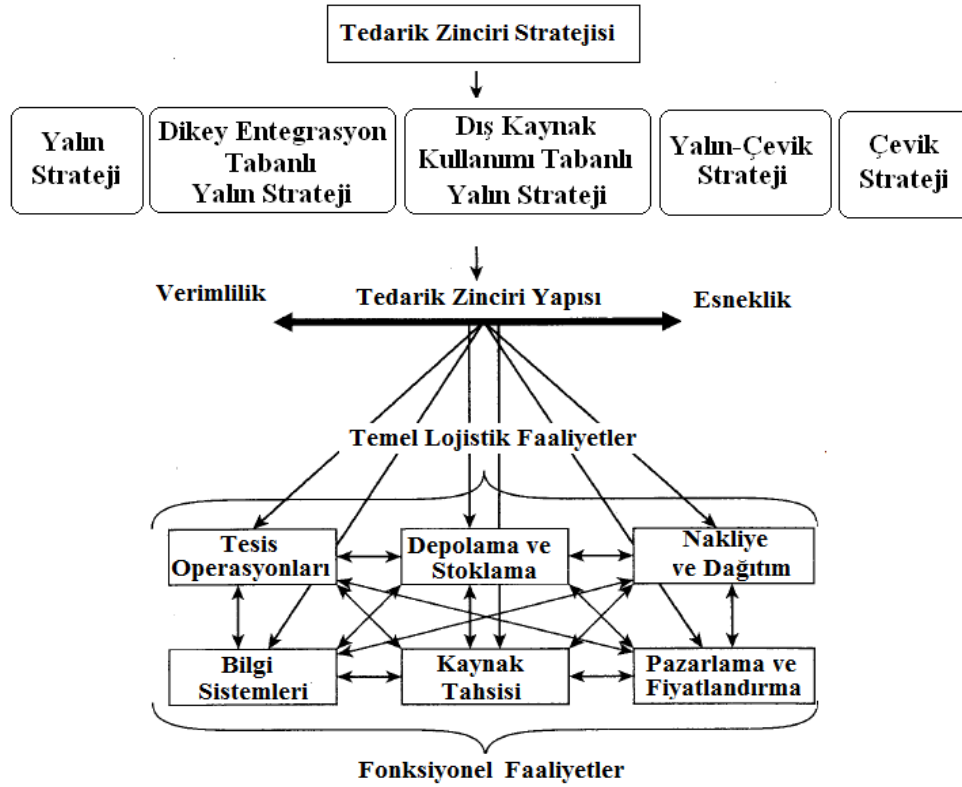 Tedarik Zinciri Stratejisi
Yalın
Strateji
Dikey Entegrasyon
Tabanlı
Yalın Strateji
Dış Kaynak
Kullanımı Tabanlı
Yalın Strateji
Yalın-Çevik
Strateji
Çevik
Strateji
Verimlilik
Tedarik Zinciri Yapısı
Esneklik
Temel Lojistik Faaliyetler
Tesis
Operasyonları
Depolama ve
Stoklama
Nakliye
ve Dağıtım
Bilgi
Sistemleri
Kaynak
Tahsisi
Pazarlama ve
Fiyatlandırma
Fonksiyonel Faaliyetler